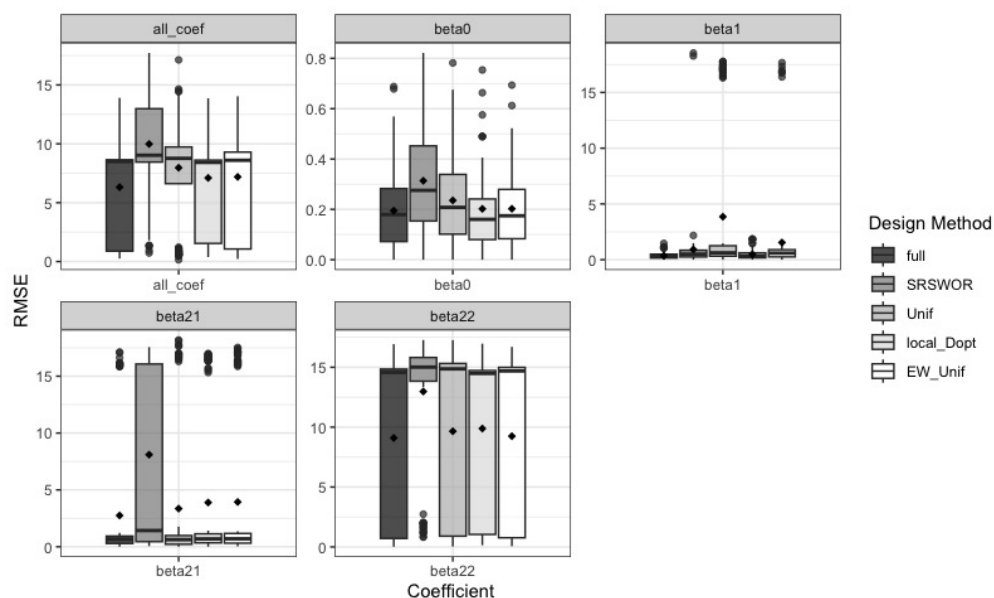 all_coef
beta0
beta1
15
10
5
0
0.8
0.6
0.4
0.2
0.0
15
10
5
0
all_coef
beta0
beta1
RMSE
beta21
beta22
15
10
5
0
15
10
5
0
beta21
beta22
Coefficient
Design Method
full
SRSWOR
Unif
local_Dopt
EW_Unif